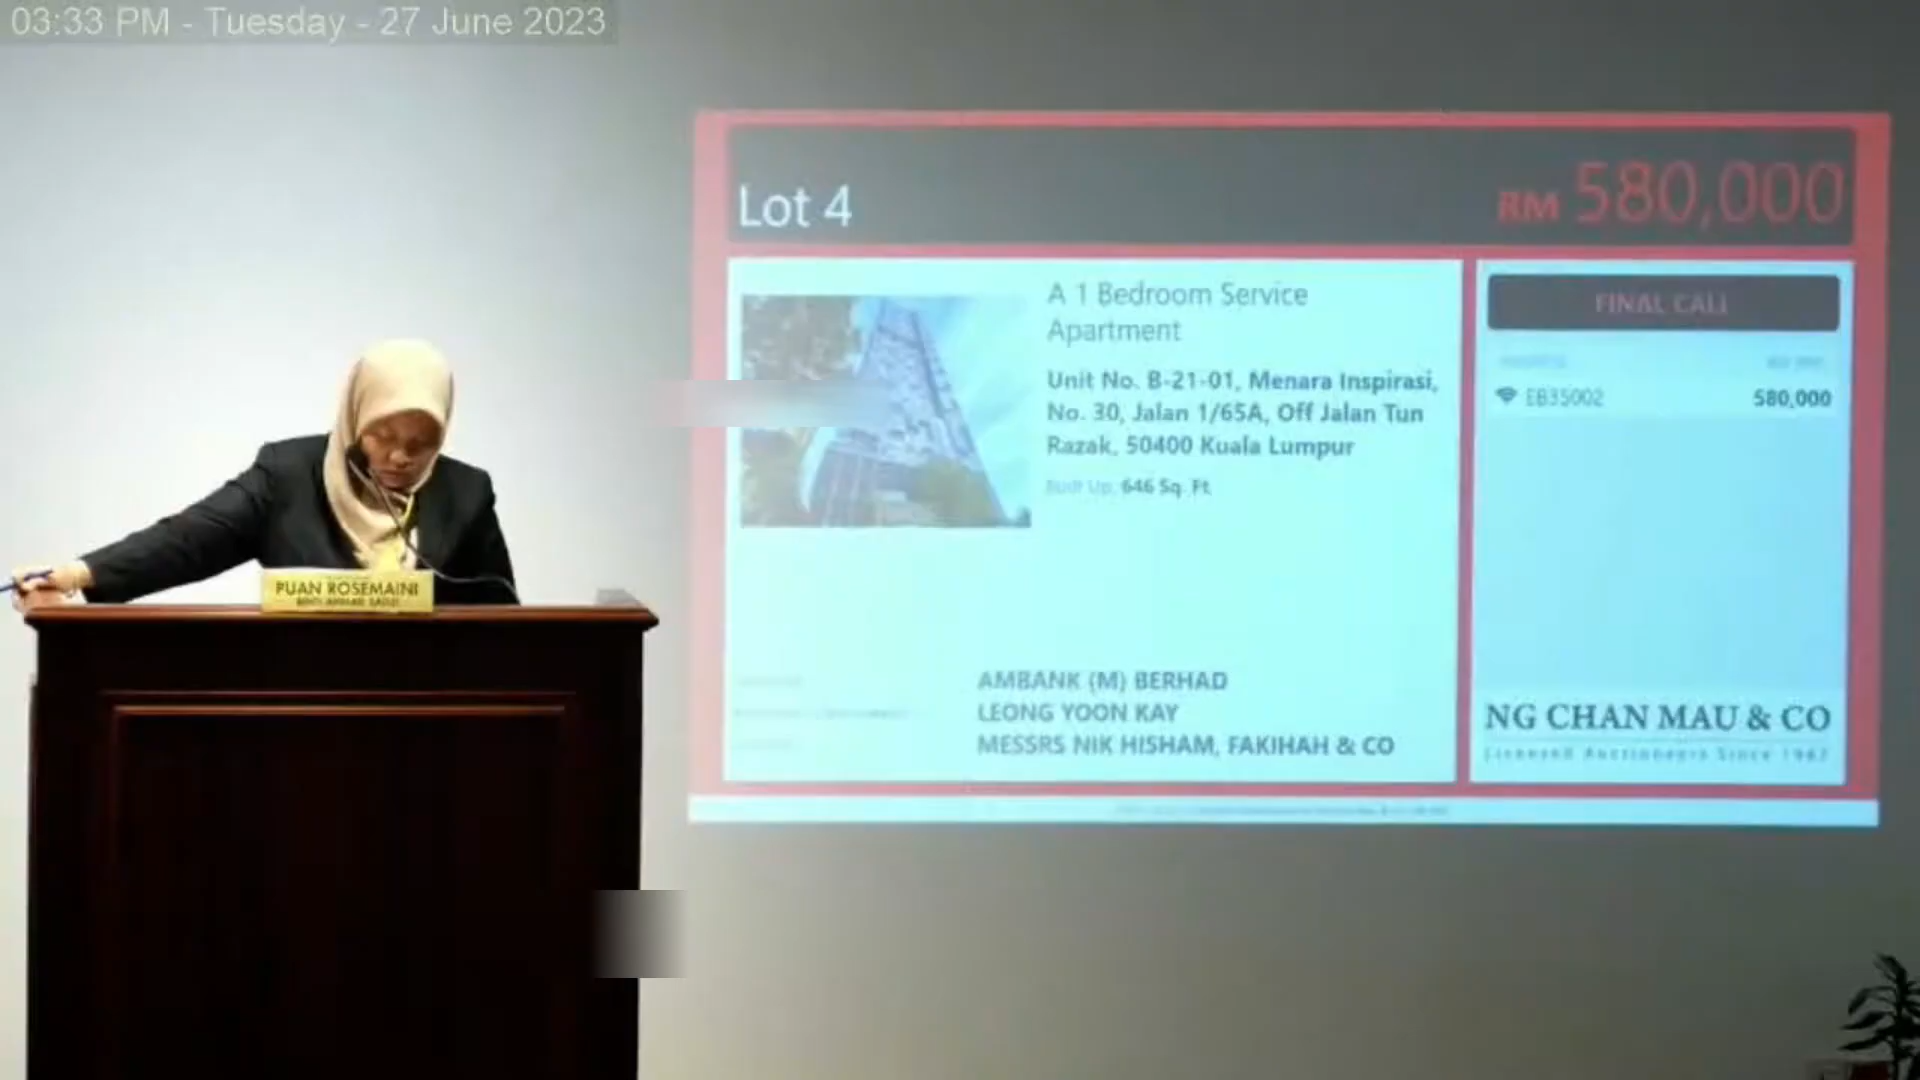 03:33 PM - Tuesday - 27 June 2023
Lot 4
RM 580,000
A 1 Bedroom Service
Apartment
Unit No. B-21-01, Menara Inspirasi,
No. 30, Jalan 1/65A, Off Jalan Tun
Razak, 50400 Kuala Lumpur
Built Up: 646 Sq. Ft.
AMBANK (M) BERHAD
LEONG YOON KAY
MESSRS NIK HISHAM, FAKIHAH & CO
FINAL CALL
EB35002 580,000
NG CHAN MAU & CO
Licensed Auctioneers Since 1967
PUAN ROSEMAINI